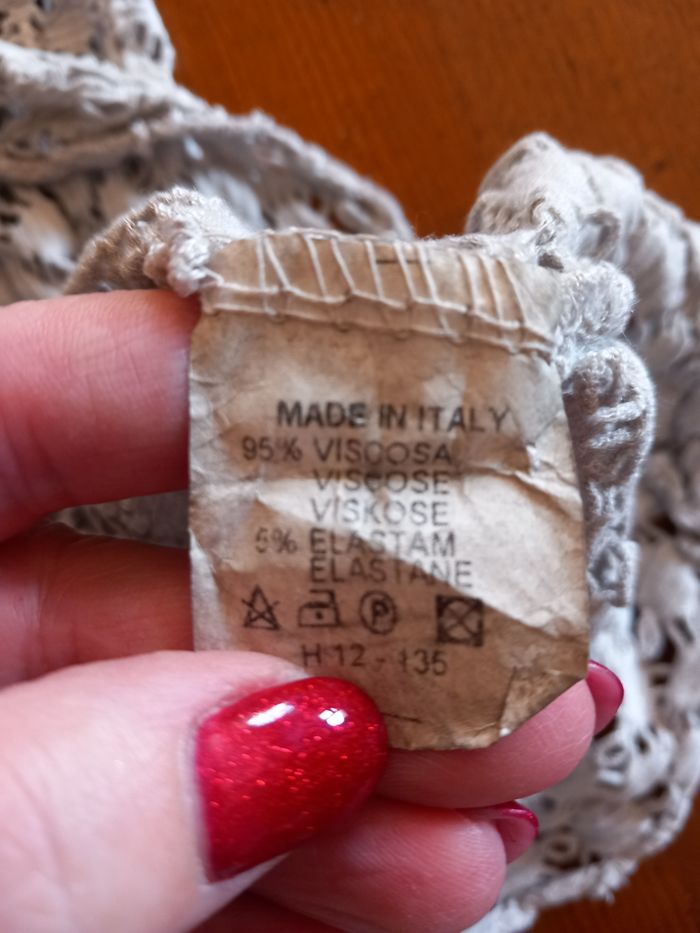 MADE IN ITALY
95% VISCOSA
VISCOSE
VISKOSE
5% ELASTAM
ELASTANE
P
H 12 - 135